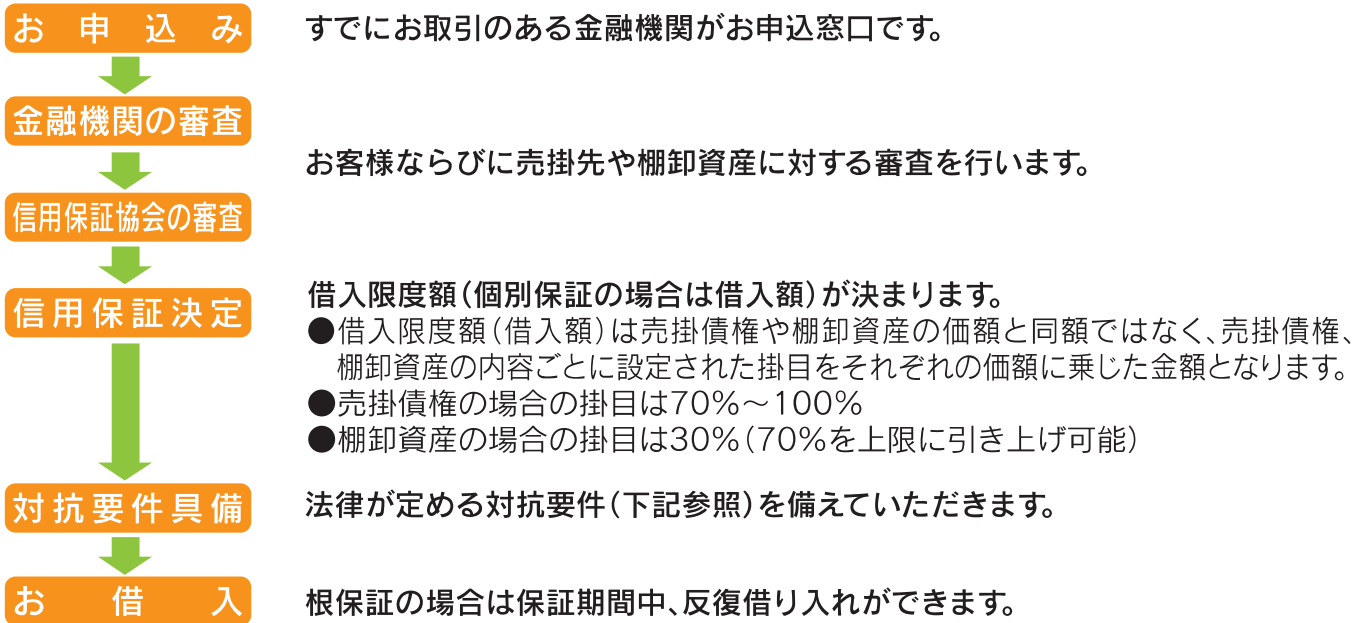 お申込み
すでにお取引のある金融機関がお申込窓口です。
金融機関の審査
お客様ならびに売掛先や棚卸資産に対する審査を行います。
信用保証協会の審査
信用保証決定
借入限度額(個別保証の場合は借入額)が決まります。
●借入限度額(借入額)は売掛債権や棚卸資産の価額と同額ではなく、売掛債権、
棚卸資産の内容ごとに設定された掛目をそれぞれの価額に乗じた金額となります。
●売掛債権の場合の掛目は70%～100%
●棚卸資産の場合の掛目は30%(70%を上限に引き上げ可能)
対抗要件具備
法律が定める対抗要件(下記参照)を備えていただきます。
お借入
根保証の場合は保証期間中、反復借り入れができます。